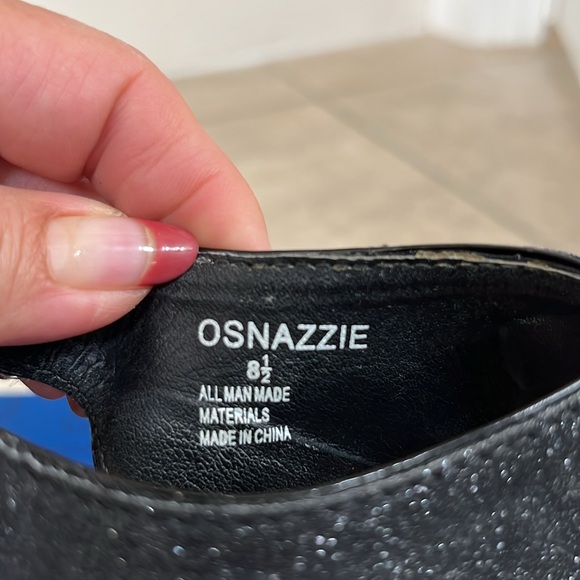 OSNAZZIE
8½
ALL MAN MADE
MATERIALS
MADE IN CHINA